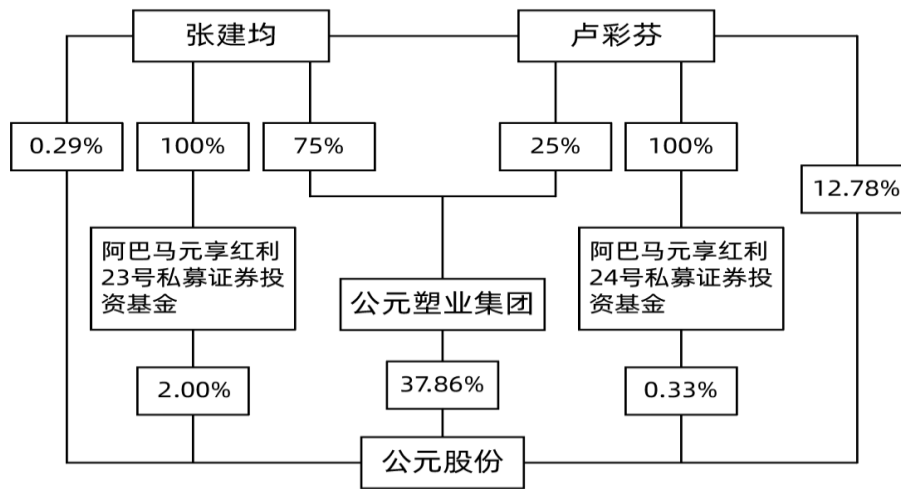 张建均
卢彩芬
0.29%
100%
75%
25%
100%
12.78%
阿巴马元享红利
23号私募证券投
资基金
公元塑业集团
阿巴马元享红利
24号私募证券投
资基金
2.00%
37.86%
0.33%
公元股份